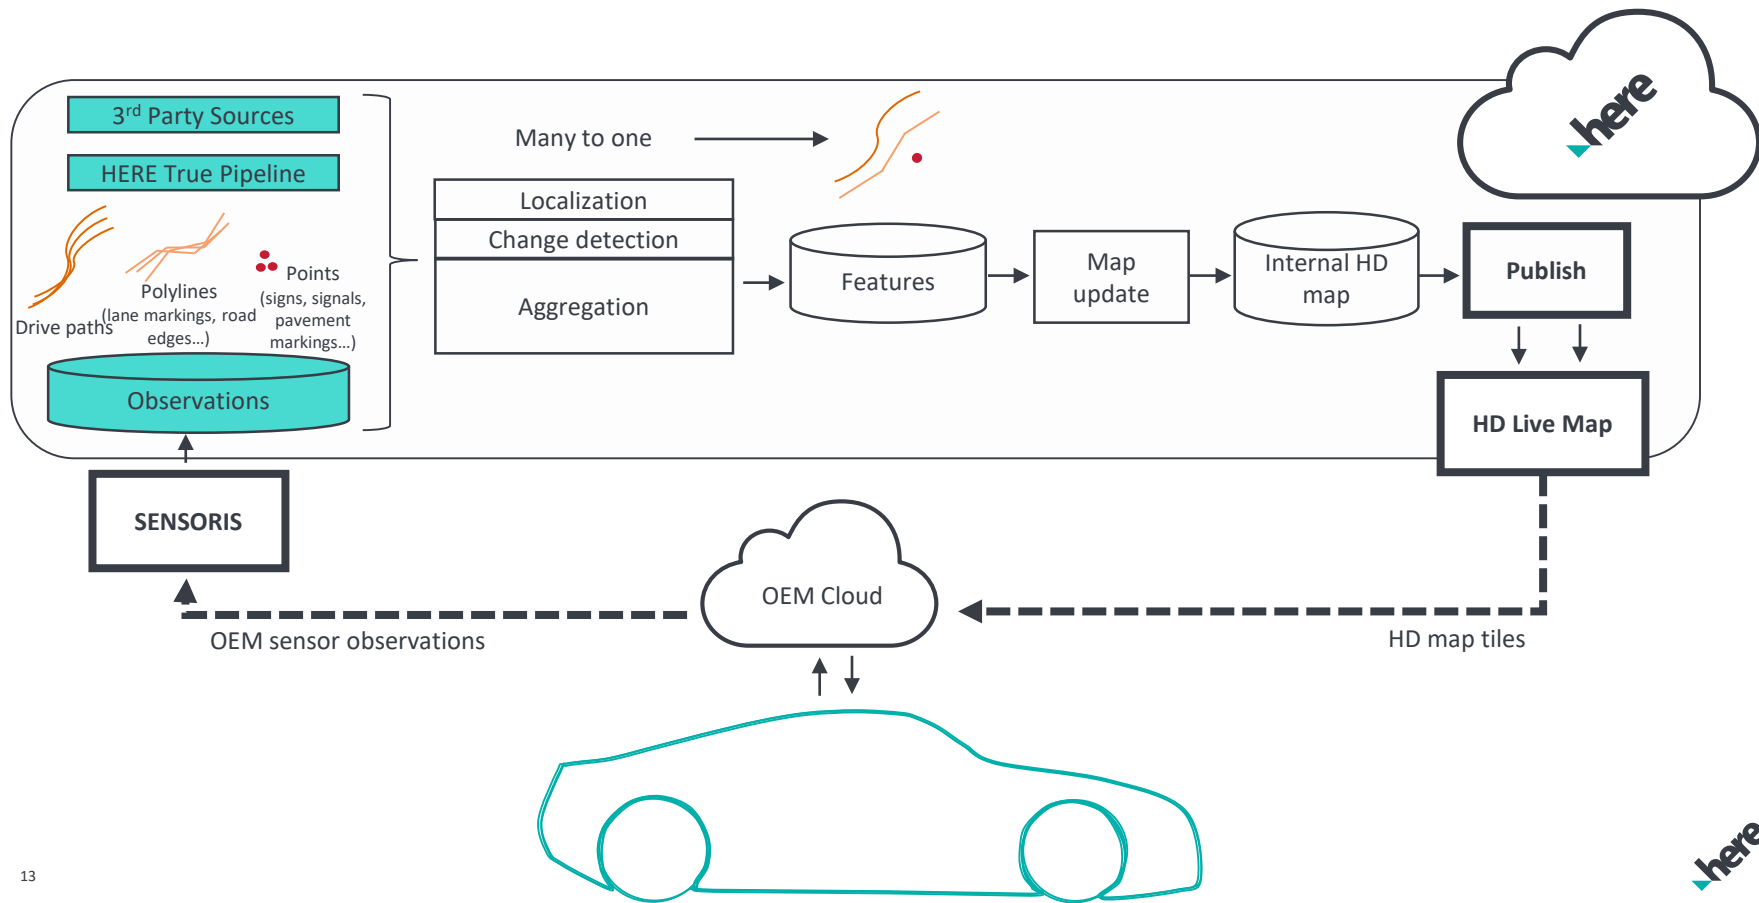 here
3rd Party Sources
HERE True Pipeline
Many to one
Localization
Change detection
Aggregation
Drive paths
Polylines
(lane markings, road
edges...)
Points
(signs, signals,
pavement
markings...)
Observations
Features
Map
update
Internal HD
map
Publish
HD Live Map
SENSORIS
OEM Cloud
OEM sensor observations
HD map tiles
13
here